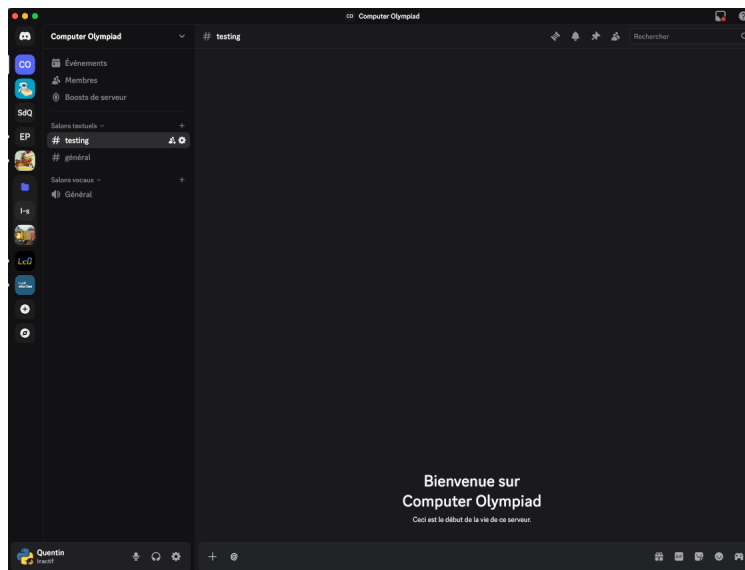 CO Computer Olympiad
Computer Olympiad
# testing
Rechercher
Événements
Membres
Boosts de serveur
Salons textuels
# testing
# général
Salons vocaux
Général
CO
SdQ
EP
I-s
LcO
Bienvenue sur
Computer Olympiad
Ceci est le début de la vie de ce serveur.
Quentin
Inactif
@
GIF